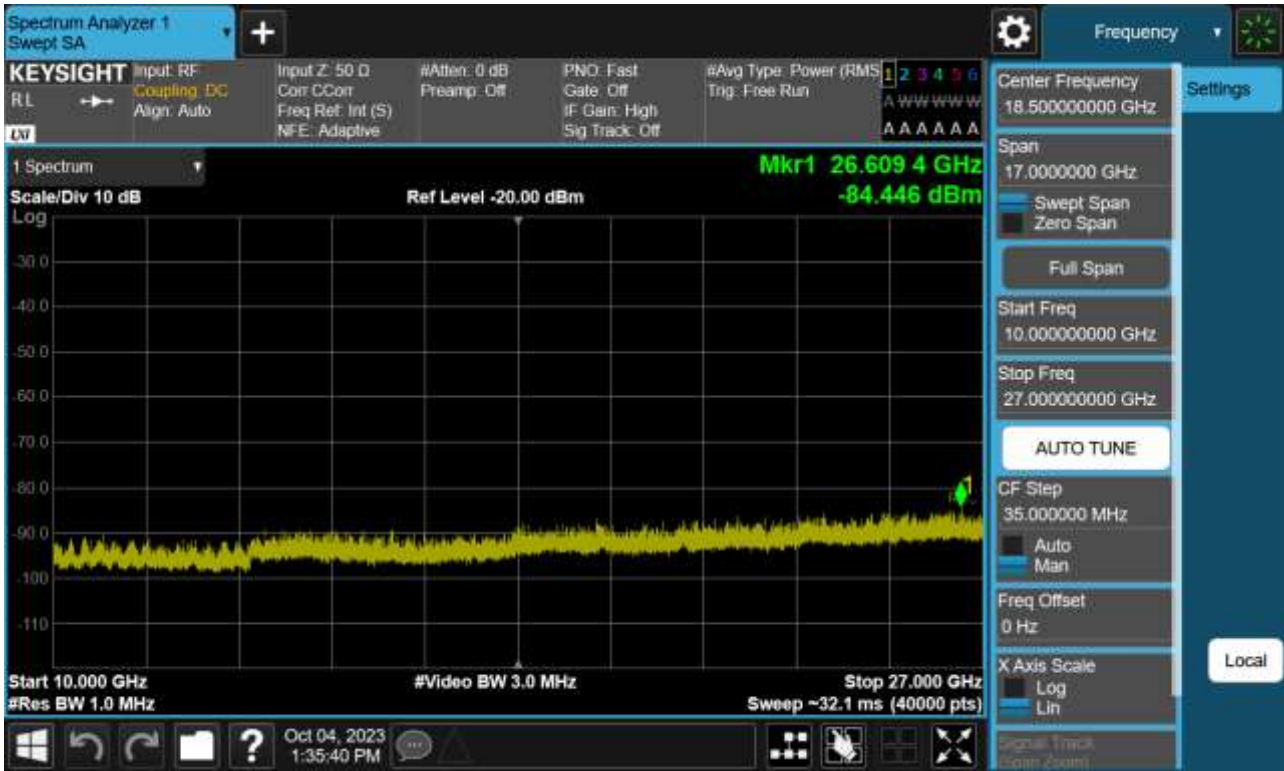 Spectrum Analyzer 1
Swept SA
+
Frequency
KEYSIGHT
RL
LXI
Input: RF
Coupling: DC
Align: Auto
Input Z: 50 Ω
Corr CCorr
Freq Ref: Int (S)
NFE: Adaptive
#Atten: 0 dB
Preamp: Off
PNO: Fast
Gate: Off
IF Gain: High
Sig Track: Off
#Avg Type: Power (RMS
Trig: Free Run
1 2 3 4 5 6
A W W W W W
A A A A A A
1 Spectrum
Scale/Div 10 dB
Ref Level -20.00 dBm
Mkr1 26.609 4 GHz
-84.446 dBm
Log
-30.0
-40.0
-50.0
-60.0
-70.0
-80.0
-90.0
-100
-110
1
Start 10.000 GHz
#Res BW 1.0 MHz
#Video BW 3.0 MHz
Stop 27.000 GHz
Sweep ~32.1 ms (40000 pts)
Oct 04, 2023
1:35:40 PM
?
Center Frequency
18.500000000 GHz
Span
17.0000000 GHz
Swept Span
Zero Span
Full Span
Start Freq
10.000000000 GHz
Stop Freq
27.000000000 GHz
AUTO TUNE
CF Step
35.000000 MHz
Auto
Man
Freq Offset
0 Hz
X Axis Scale
Log
Lin
Signal Track
(Span Zoom)
Settings
Local